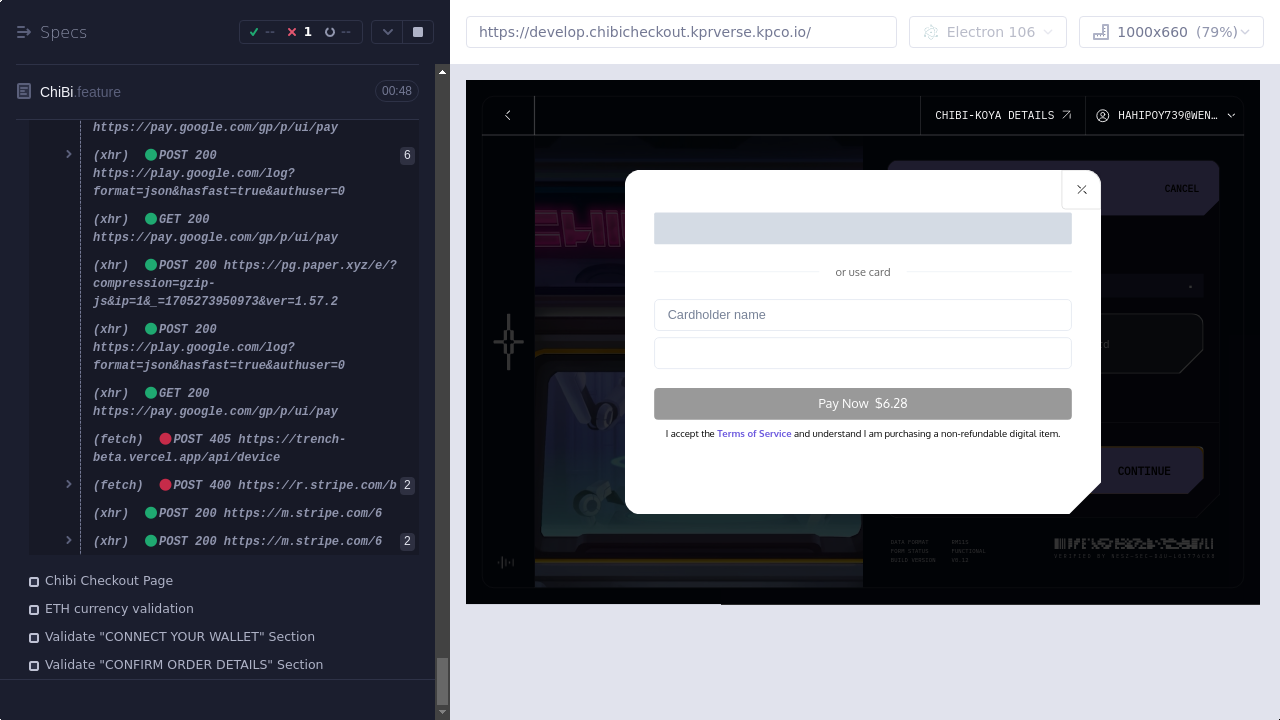 Specs
-- 1 --
https://develop.chibicheckout.kprverse.kpco.io/
Electron 106
1000x660 (79%)
ChiBi.feature
00:48
https://pay.google.com/gp/p/ui/pay
(xhr) POST 200 https://play.google.com/log?format=json&hasfast=true&authuser=0
6
(xhr) GET 200
https://pay.google.com/gp/p/ui/pay
(xhr) POST 200 https://pg.paper.xyz/e/?
compression=gzip-
js&ip=1&_=1705273950973&ver=1.57.2
(xhr) POST 200
https://play.google.com/log?
format=json&hasfast=true&authuser=0
(xhr) GET 200
https://pay.google.com/gp/p/ui/pay
(fetch) POST 405 https://trench-
beta.vercel.app/api/device
(fetch) POST 400 https://r.stripe.com/b 2
(xhr) POST 200 https://m.stripe.com/6
(xhr) POST 200 https://m.stripe.com/6 2
Chibi Checkout Page
ETH currency validation
Validate "CONNECT YOUR WALLET" Section
Validate "CONFIRM ORDER DETAILS" Section
CHIBI-KOYA DETAILS
HAHIPOY739@WEN…
CANCEL
or use card
Cardholder name
Pay Now $6.28
I accept the Terms of Service and understand I am purchasing a non-refundable digital item.
CONTINUE
DATA FORMAT
FORM STATUS FUNCTIONAL
BUILD VERSION